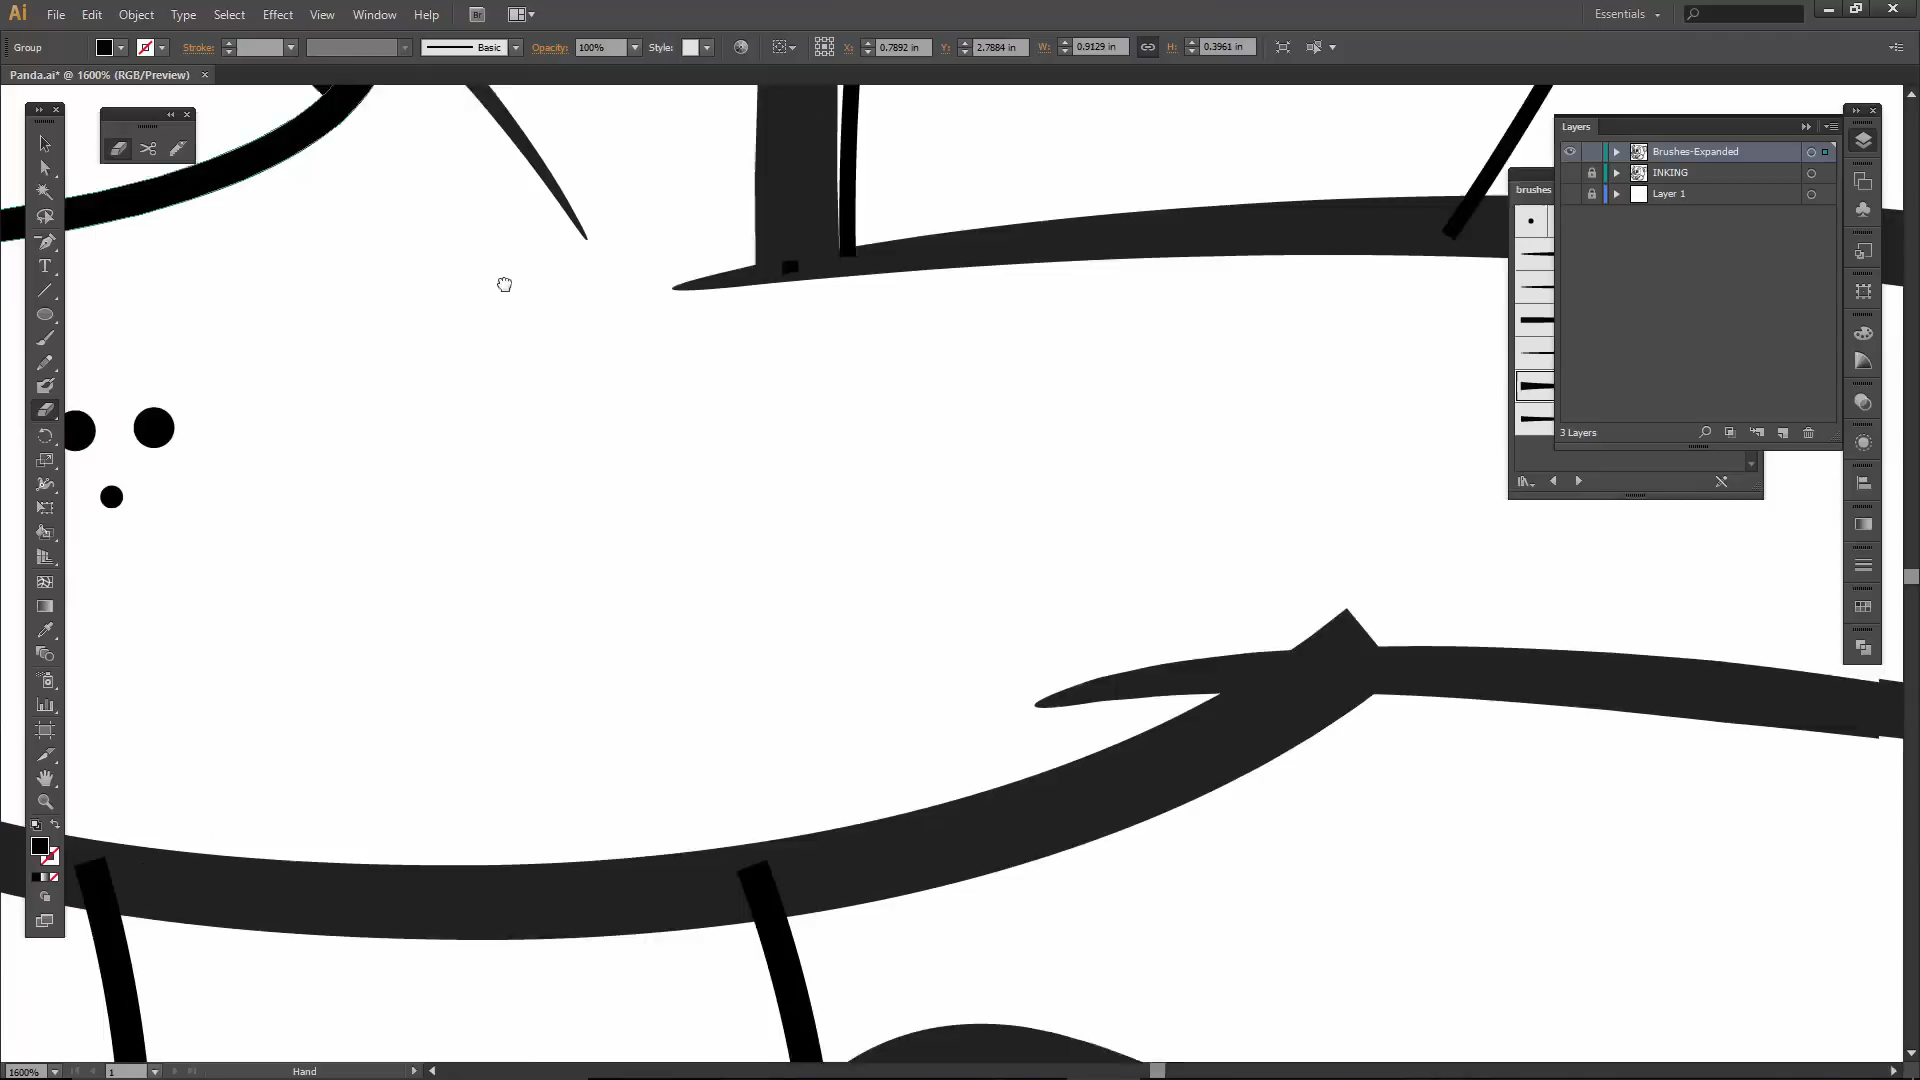 Ai File Edit Object Type Select Effect View Window Help Br Essentials
Group Stroke: Basic Opacity: 100% Style: X: 0.7892 in Y: 2.7884 in W: 0.9129 in H: 0.3961 in
Panda.ai* @ 1600% (RGB/Preview)
Layers
Brushes-Expanded
INKING
Layer 1
brushes
3 Layers
1600% 1 Hand